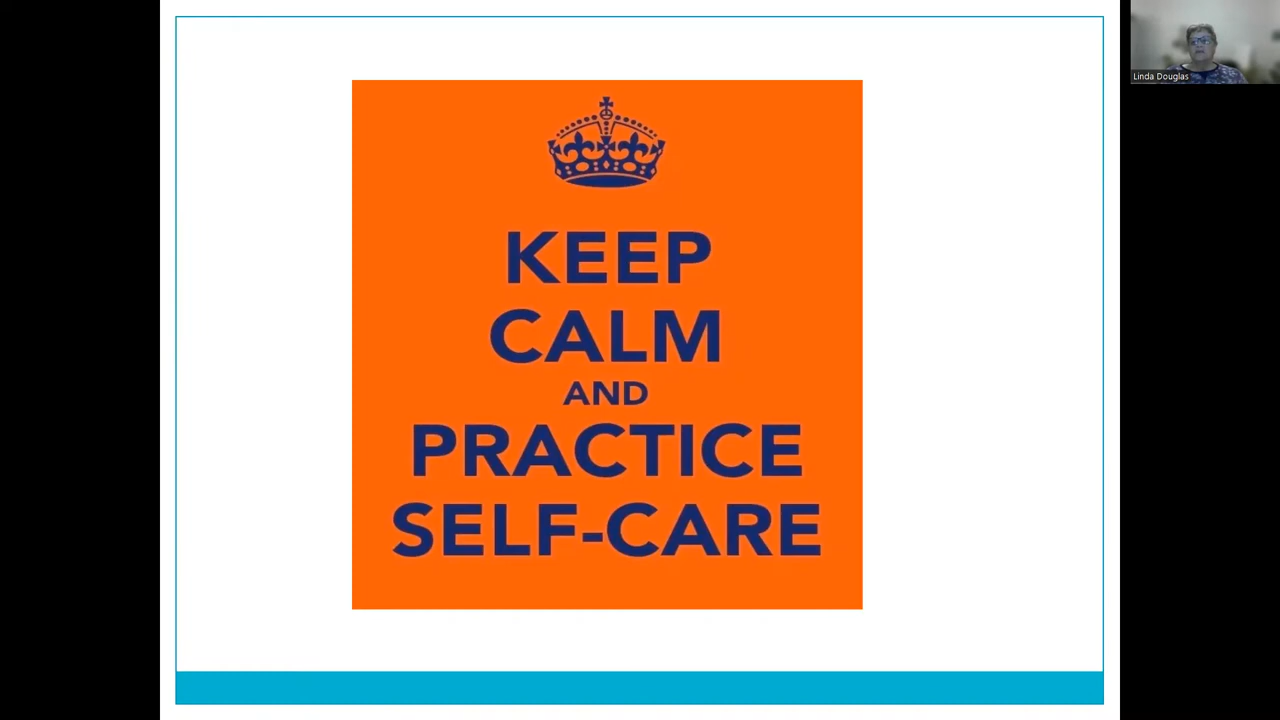 KEEP
CALM
AND
PRACTICE
SELF-CARE
Linda Douglas